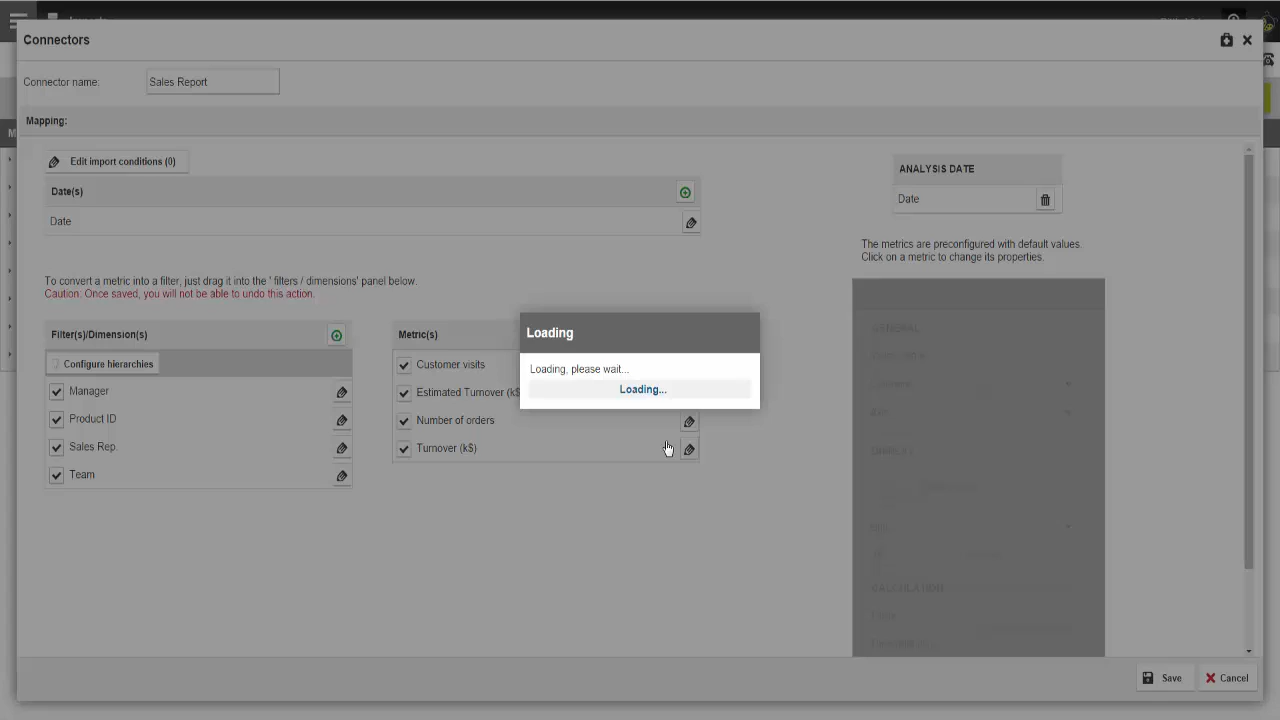 Connectors
Connector name:
Sales Report
Mapping:
Edit import conditions (0)
Date(s)
Date
ANALYSIS DATE
Date
The metrics are preconfigured with default values.
Click on a metric to change its properties.
To convert a metric into a filter, just drag it into the ' filters / dimensions' panel below.
Caution: Once saved, you will not be able to undo this action.
Filter(s)/Dimension(s)
Configure hierarchies
Manager
Product ID
Sales Rep.
Team
Metric(s)
Customer visits
Estimated Turnover (k$
Number of orders
Turnover (k$)
Loading
Loading, please wait...
Loading...
GENERAL
CALCULATION
Save
Cancel